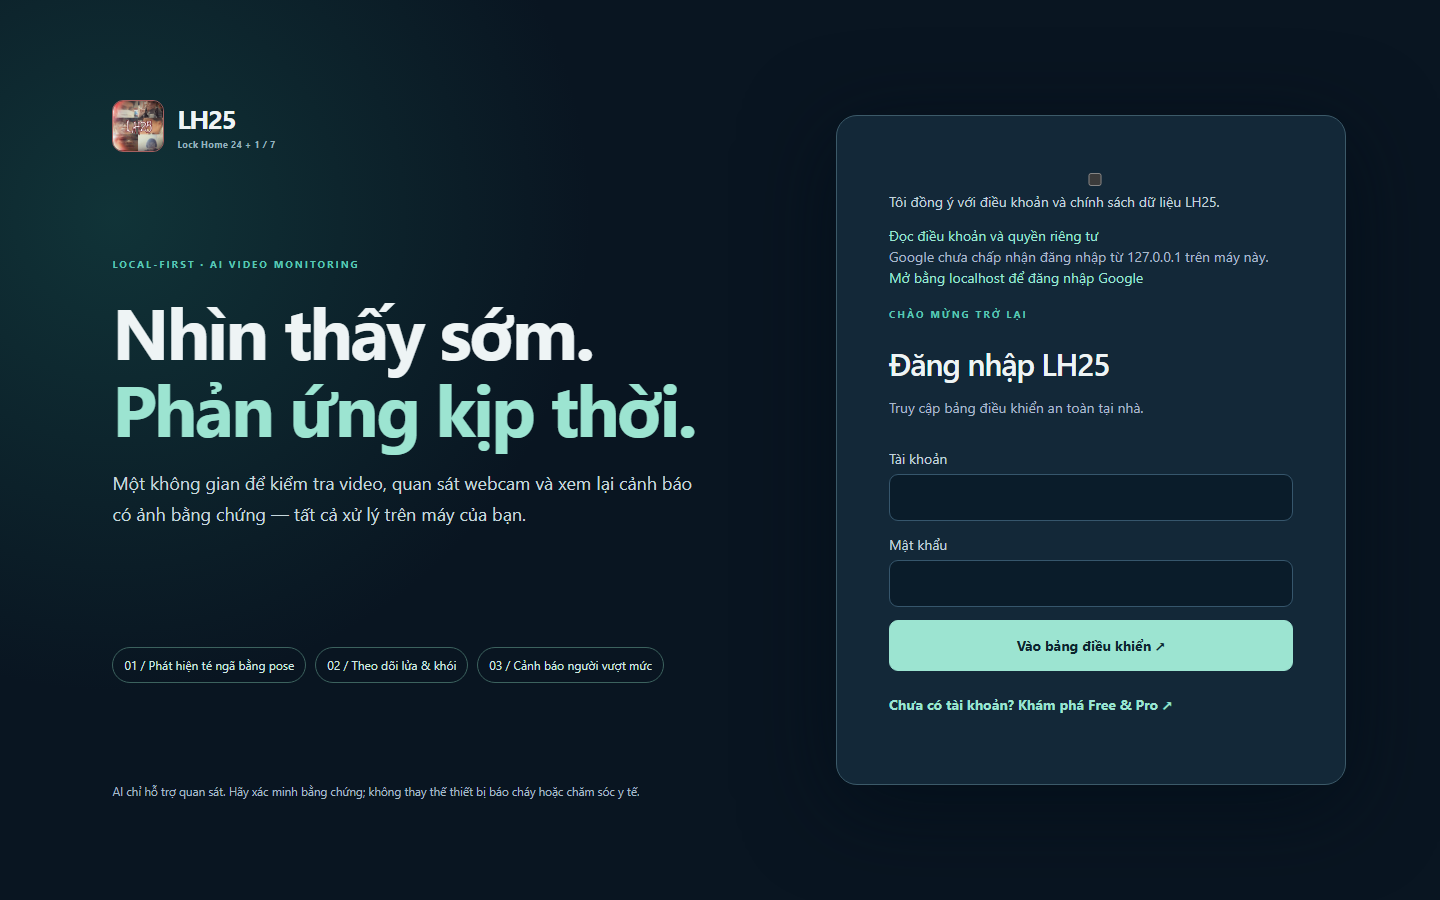 LH25
LH25
Lock Home 24 + 1 / 7
LOCAL-FIRST · AI VIDEO MONITORING
Nhìn thấy sớm.
Phản ứng kịp thời.
Một không gian để kiểm tra video, quan sát webcam và xem lại cảnh báo
có ảnh bằng chứng — tất cả xử lý trên máy của bạn.
01 / Phát hiện té ngã bằng pose
02 / Theo dõi lửa & khói
03 / Cảnh báo người vượt mức
AI chỉ hỗ trợ quan sát. Hãy xác minh bằng chứng; không thay thế thiết bị báo cháy hoặc chăm sóc y tế.
Tôi đồng ý với điều khoản và chính sách dữ liệu LH25.
Đọc điều khoản và quyền riêng tư
Google chưa chấp nhận đăng nhập từ 127.0.0.1 trên máy này.
Mở bằng localhost để đăng nhập Google
CHÀO MỪNG TRỞ LẠI
Đăng nhập LH25
Truy cập bảng điều khiển an toàn tại nhà.
Tài khoản
Mật khẩu
Vào bảng điều khiển ↗
Chưa có tài khoản? Khám phá Free & Pro ↗